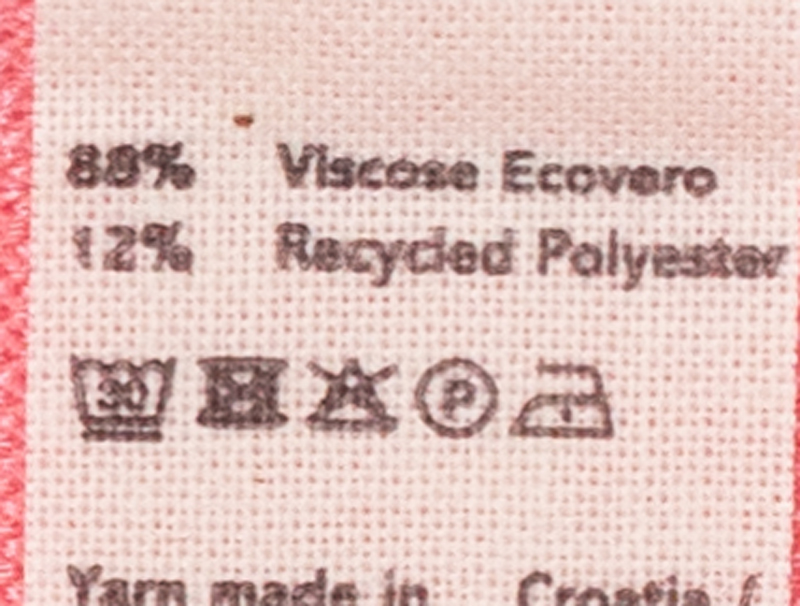 88% Viscose Ecovero
12% Recycled Polyester
30 P
Yarn made in Croatia /